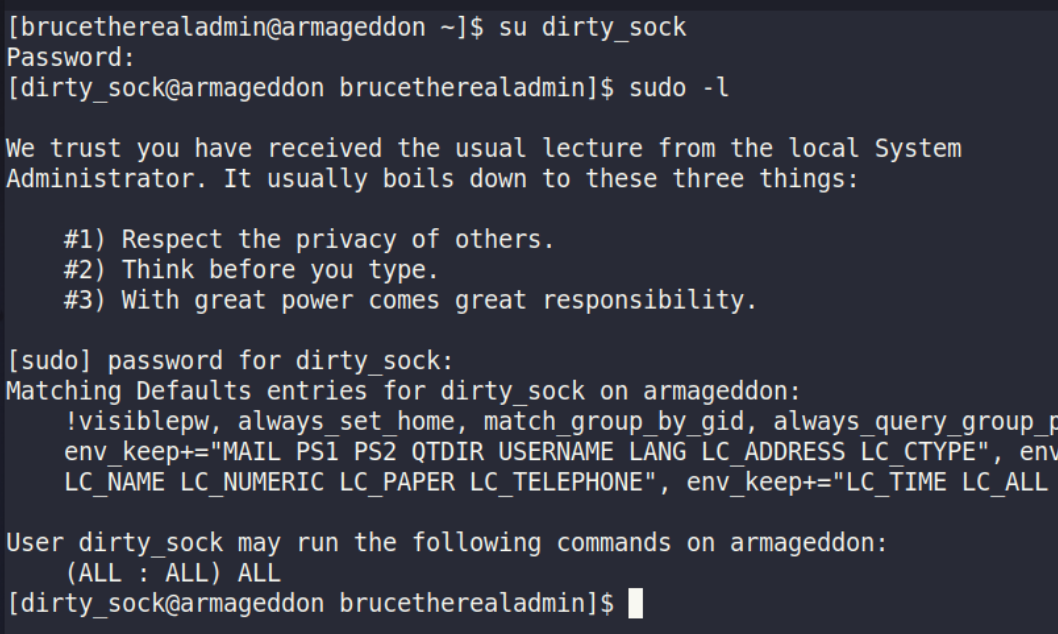 [brucetherealadmin@armageddon ~]$ su dirty_sock
Password:
[dirty_sock@armageddon brucetherealadmin]$ sudo -l
We trust you have received the usual lecture from the local System
Administrator. It usually boils down to these three things:
#1) Respect the privacy of others.
#2) Think before you type.
#3) With great power comes great responsibility.
[sudo] password for dirty_sock:
Matching Defaults entries for dirty_sock on armageddon:
!visiblepw, always_set_home, match_group_by_gid, always_query_group_p
env_keep+="MAIL PS1 PS2 QTDIR USERNAME LANG LC_ADDRESS LC_CTYPE", env
LC_NAME LC_NUMERIC LC_PAPER LC_TELEPHONE", env_keep+="LC_TIME LC_ALL
User dirty_sock may run the following commands on armageddon:
(ALL : ALL) ALL
[dirty_sock@armageddon brucetherealadmin]$